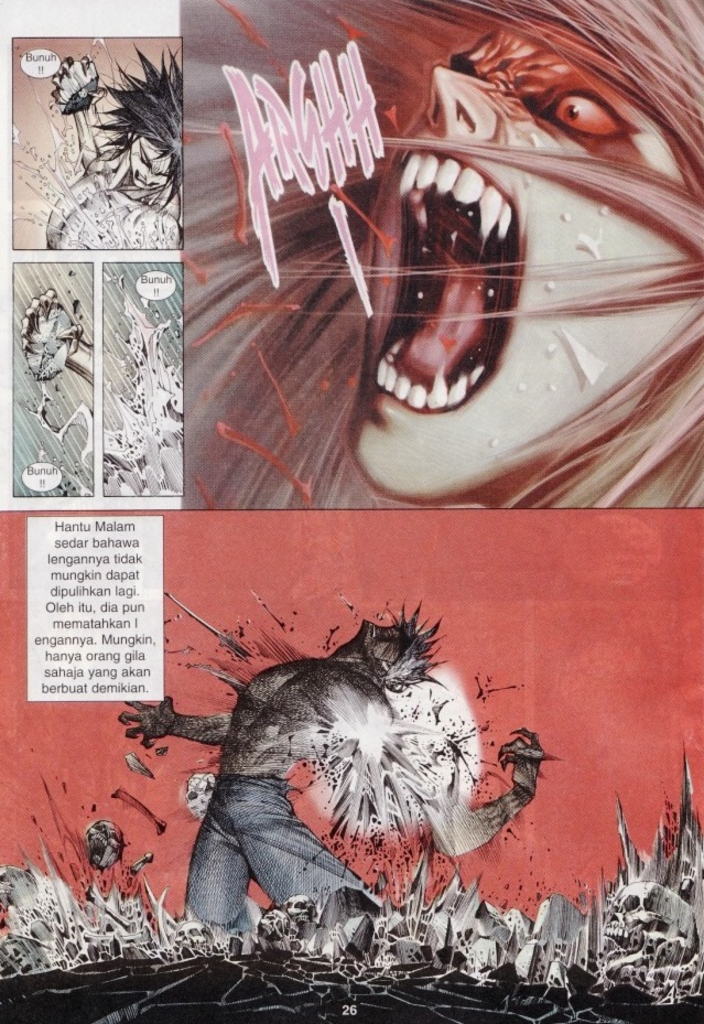 Bunuh
!!
ARGHH
Bunuh
!!
Bunuh
!!
Hantu Malam
sedar bahawa
lengannya tidak
mungkin dapat
dipulihkan lagi.
Oleh itu, dia pun
mematahkan l
engannya. Mungkin,
hanya orang gila
sahaja yang akan
berbuat demikian.
26